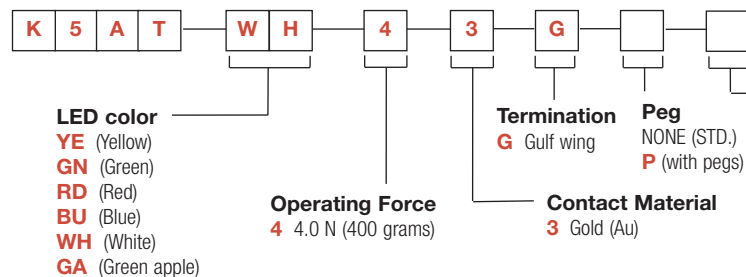 K 5 A T W H 4 3 G
LED color
YE (Yellow)
GN (Green)
RD (Red)
BU (Blue)
WH (White)
GA (Green apple)
Operating Force
4 4.0 N (400 grams)
Termination
G Gulf wing
Contact Material
3 Gold (Au)
Peg
NONE (STD.)
P (with pegs)